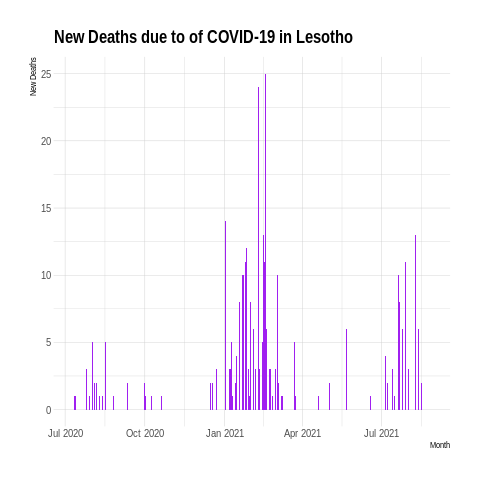 New Deaths due to of COVID-19 in Lesotho
New Deaths
25
20
15
10
5
0
Jul 2020 Oct 2020 Jan 2021 Apr 2021 Jul 2021
Month